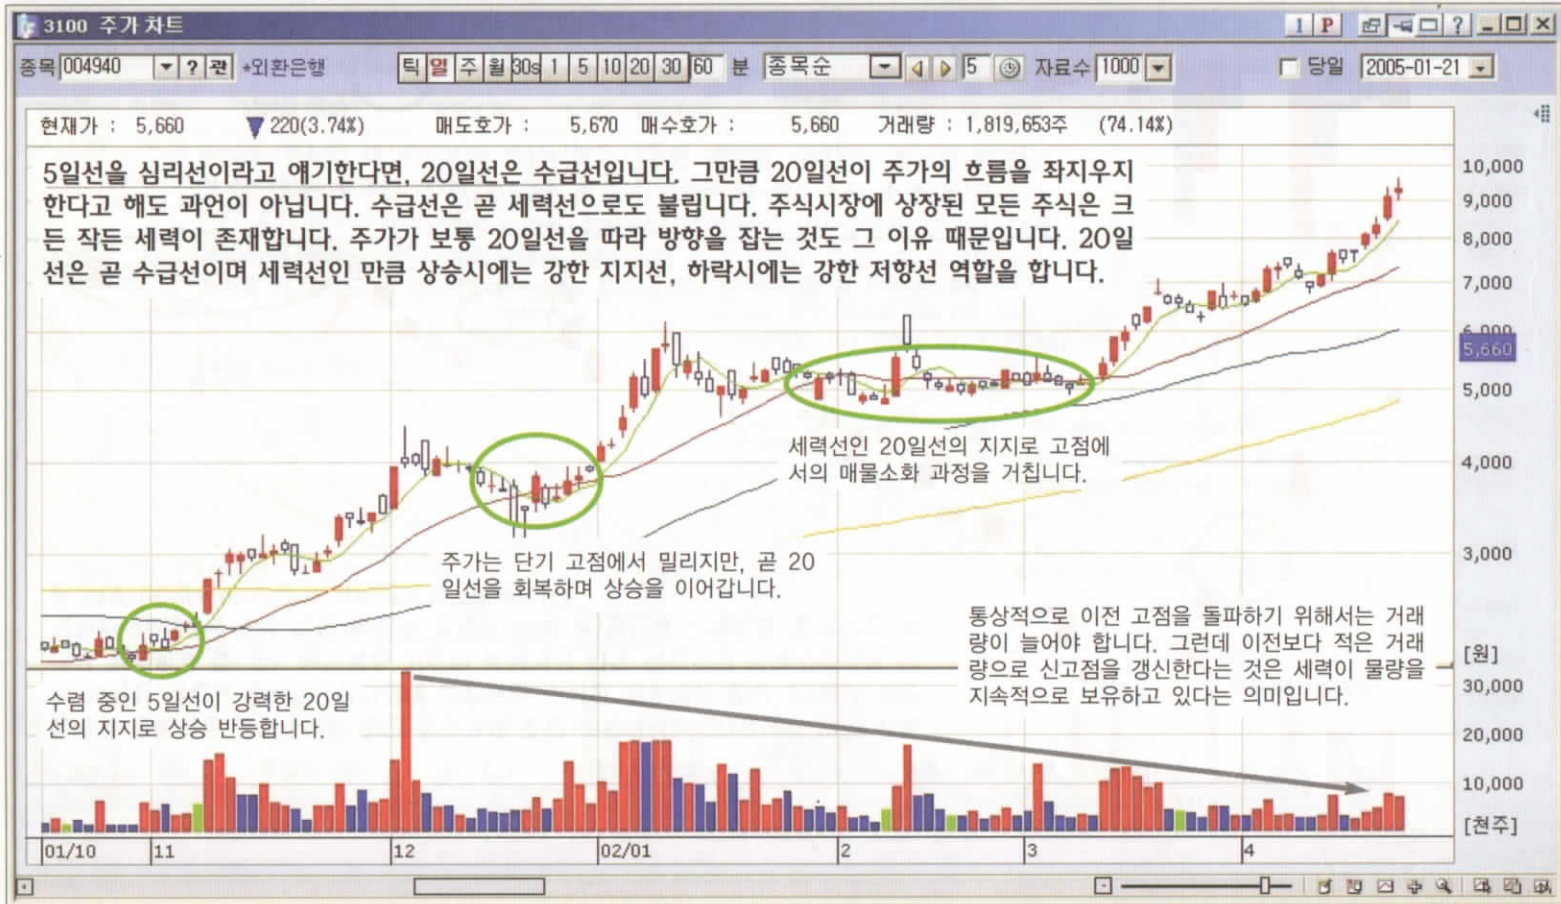 3100 주가 차트
1 P ?
종목 004940 ? 관 *외환은행 틱 일 주 월 30s 1 5 10 20 30 60 분 종목순 5 자료수 1000 당일 2005-01-21
현재가 : 5,660 ▼ 220(3.74%) 매도호가 : 5,670 매수호가 : 5,660 거래량 : 1,819,653주 (74.14%)
5일선을 심리선이라고 얘기한다면, 20일선은 수급선입니다. 그만큼 20일선이 주가의 흐름을 좌지우지
한다고 해도 과언이 아닙니다. 수급선은 곧 세력선으로도 불립니다. 주식시장에 상장된 모든 주식은 크
든 작든 세력이 존재합니다. 주가가 보통 20일선을 따라 방향을 잡는 것도 그 이유 때문입니다. 20일
선은 곧 수급선이며 세력선인 만큼 상승시에는 강한 지지선, 하락시에는 강한 저항선 역할을 합니다.
10,000
9,000
8,000
7,000
6,000
5,660
5,000
4,000
3,000
[원]
30,000
20,000
10,000
[천주]
세력선인 20일선의 지지로 고점에
서의 매물소화 과정을 거칩니다.
주가는 단기 고점에서 밀리지만, 곧 20
일선을 회복하며 상승을 이어갑니다.
통상적으로 이전 고점을 돌파하기 위해서는 거래
량이 늘어야 합니다. 그런데 이전보다 적은 거래
량으로 신고점을 갱신한다는 것은 세력이 물량을
지속적으로 보유하고 있다는 의미입니다.
수렴 중인 5일선이 강력한 20일
선의 지지로 상승 반등합니다.
01/10 11 12 02/01 2 3 4